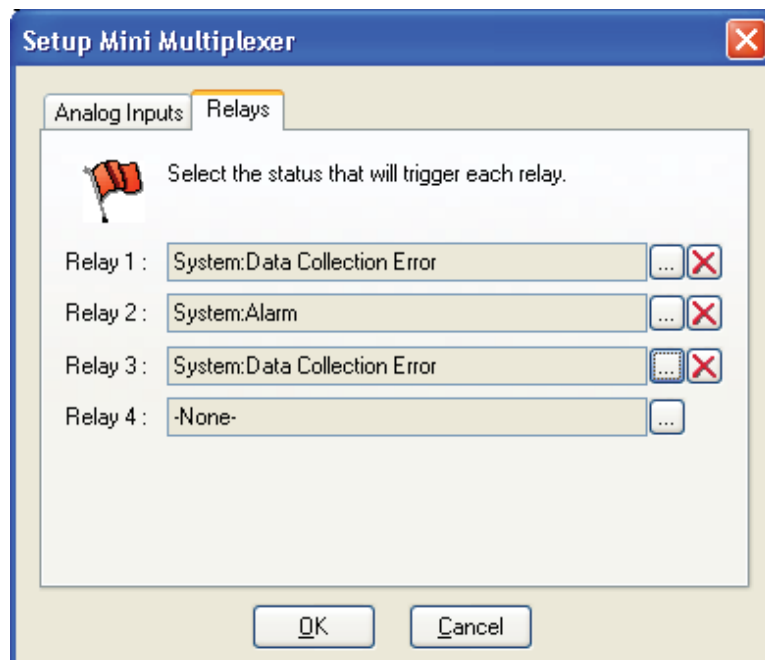 Setup Mini Multiplexer
Analog Inputs Relays
Select the status that will trigger each relay.
Relay 1 : System:Data Collection Error ...
Relay 2 : System:Alarm ...
Relay 3 : System:Data Collection Error ...
Relay 4 : -None- ...
OK Cancel